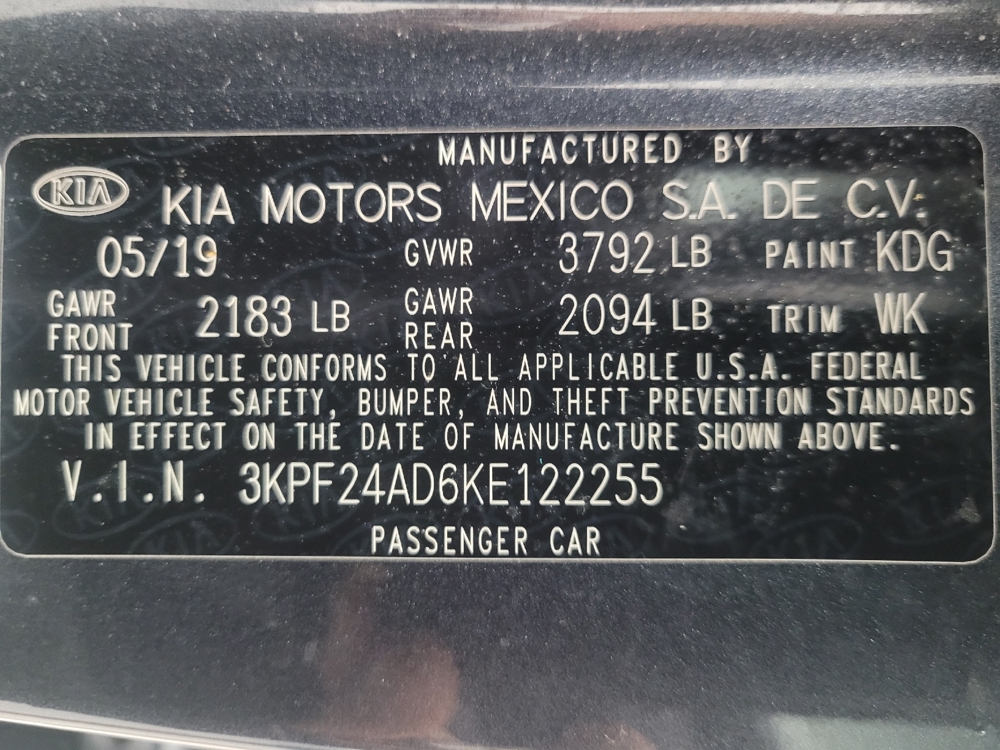 MANUFACTURED BY
KIA KIA MOTORS MEXICO S.A. DE C.V.
05/19 GVWR 3792 LB PAINT KDG
GAWR FRONT 2183 LB GAWR REAR 2094 LB TRIM WK
THIS VEHICLE CONFORMS TO ALL APPLICABLE U.S.A. FEDERAL
MOTOR VEHICLE SAFETY, BUMPER, AND THEFT PREVENTION STANDARDS
IN EFFECT ON THE DATE OF MANUFACTURE SHOWN ABOVE.
V.I.N. 3KPF24AD6KE122255
PASSENGER CAR